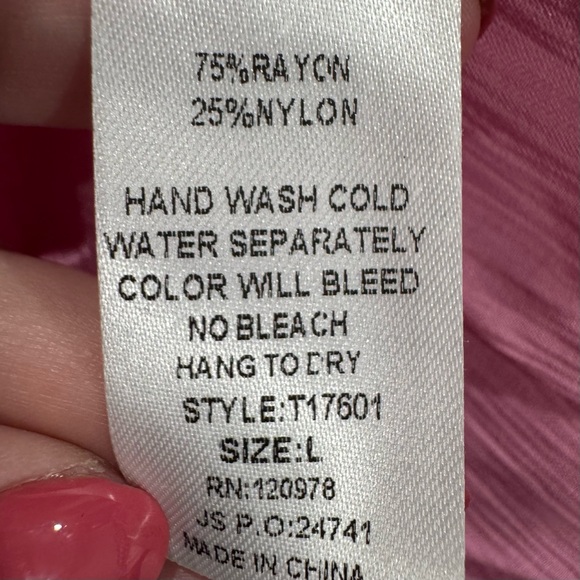 75%RAYON
25%NYLON
HAND WASH COLD
WATER SEPARATELY
COLOR WILL BLEED
NO BLEACH
HANG TO DRY
STYLE:T17601
SIZE:L
RN:120978
JS P.O:24741
MADE IN CHINA